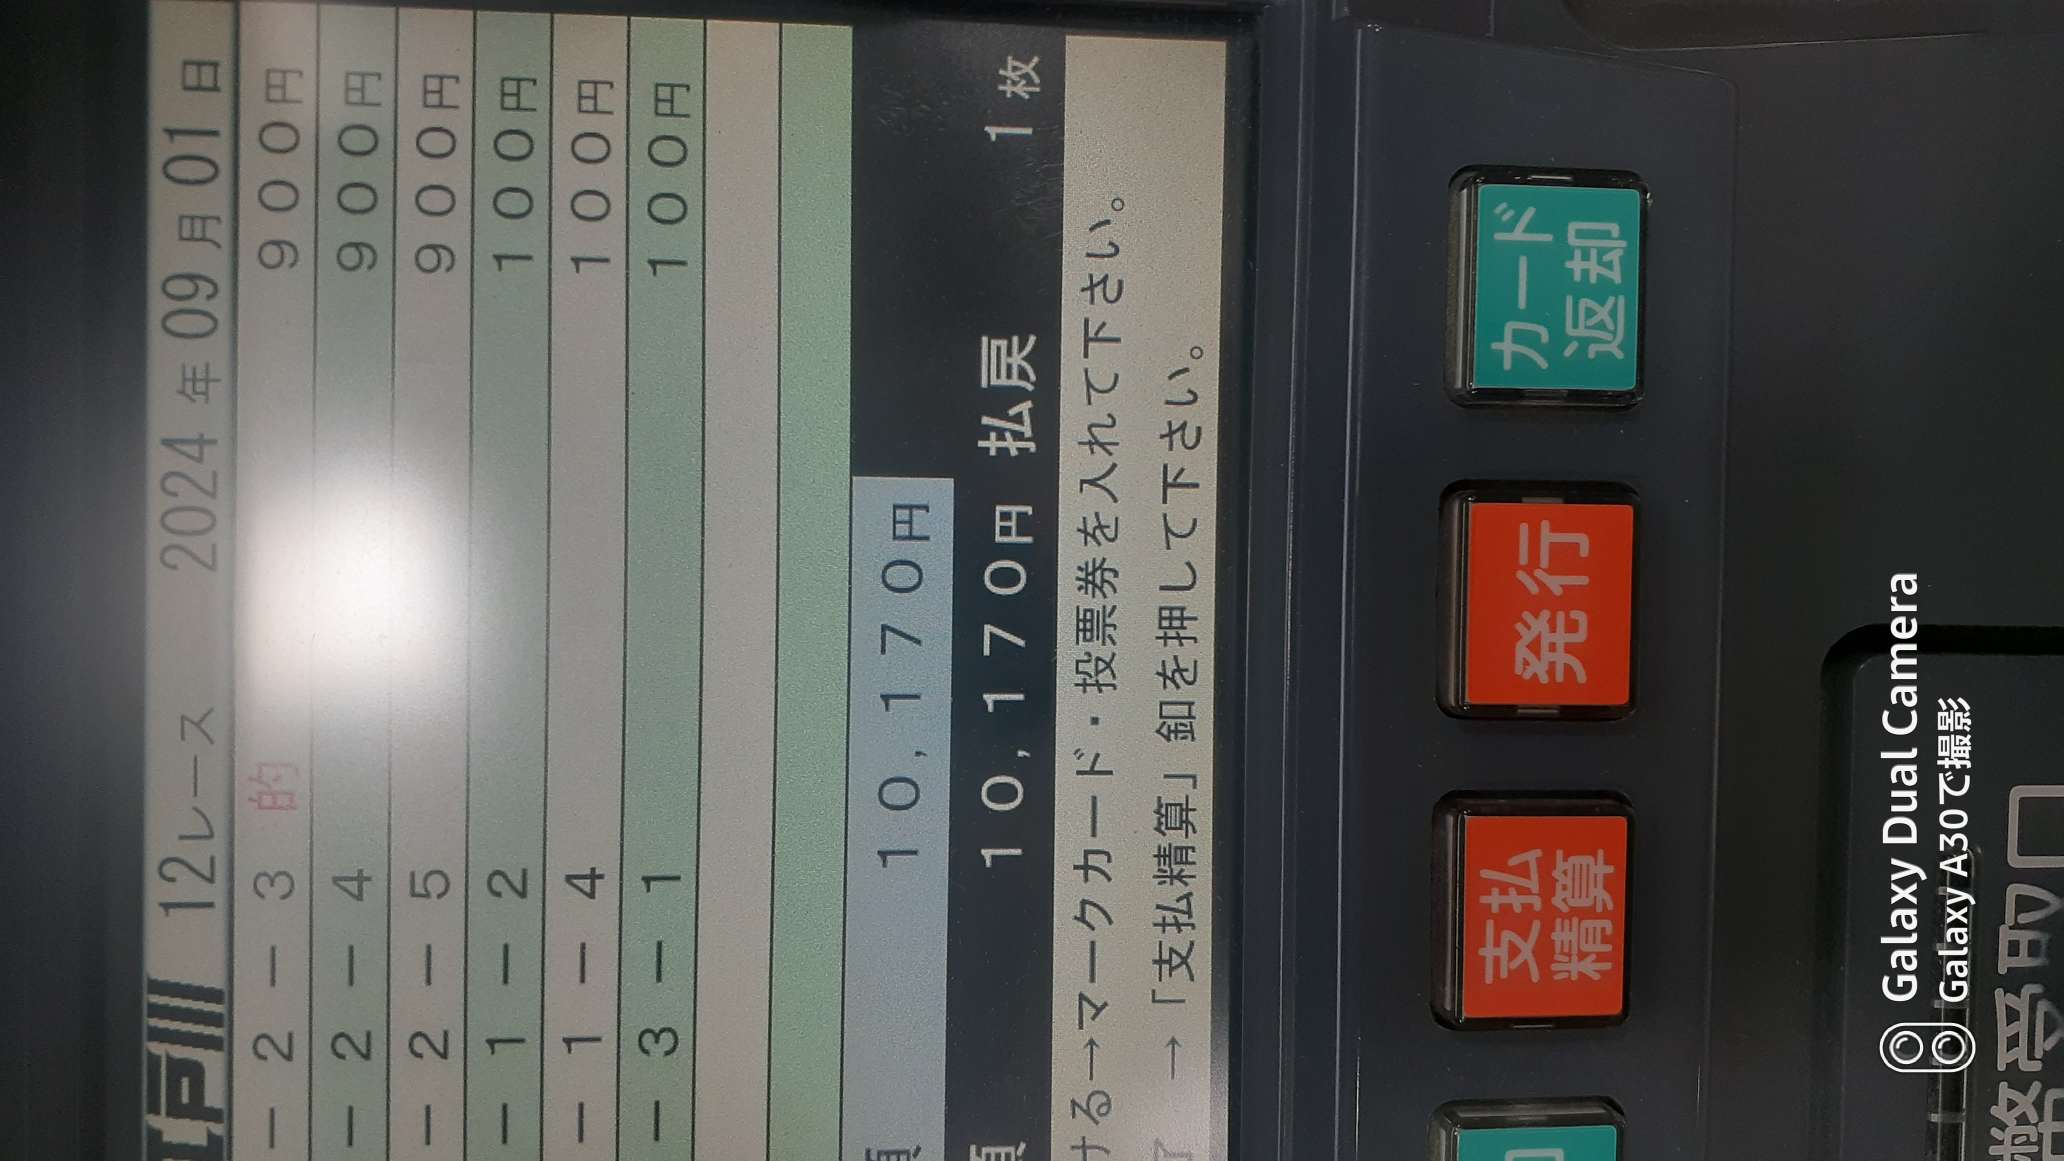 12レース 2024年09月01日
－2－3 的 900円
－2－4 900円
－2－5 900円
－1－2 100円
－1－4 100円
－3－1 100円
10,170円
10,170円 払戻 1枚
ける→マークカード・投票券を入れて下さい。
→「支払精算」釦を押して下さい。
支払
精算
発行
カード
返却
Galaxy Dual Camera
Galaxy A30で撮影